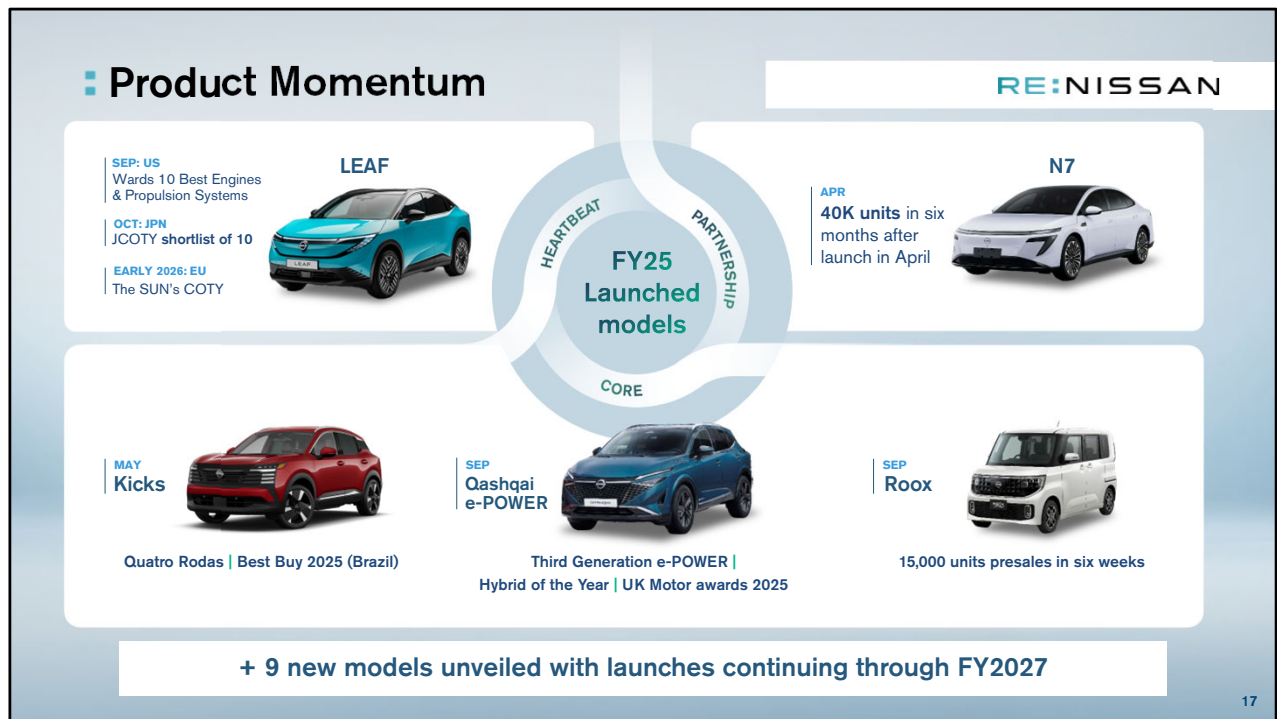 Product Momentum
RE:NISSAN
SEP: US
Wards 10 Best Engines
& Propulsion Systems
OCT: JPN
JCOTY shortlist of 10
EARLY 2026: EU
The SUN's COTY
LEAF
LEAF
HEARTBEAT
PARTNERSHIP
CORE
FY25
Launched
models
N7
APR
40K units in six
months after
launch in April
MAY
Kicks
Quatro Rodas | Best Buy 2025 (Brazil)
SEP
Qashqai
e-POWER
Third Generation e-POWER |
Hybrid of the Year | UK Motor awards 2025
SEP
Roox
15,000 units presales in six weeks
+ 9 new models unveiled with launches continuing through FY2027
17